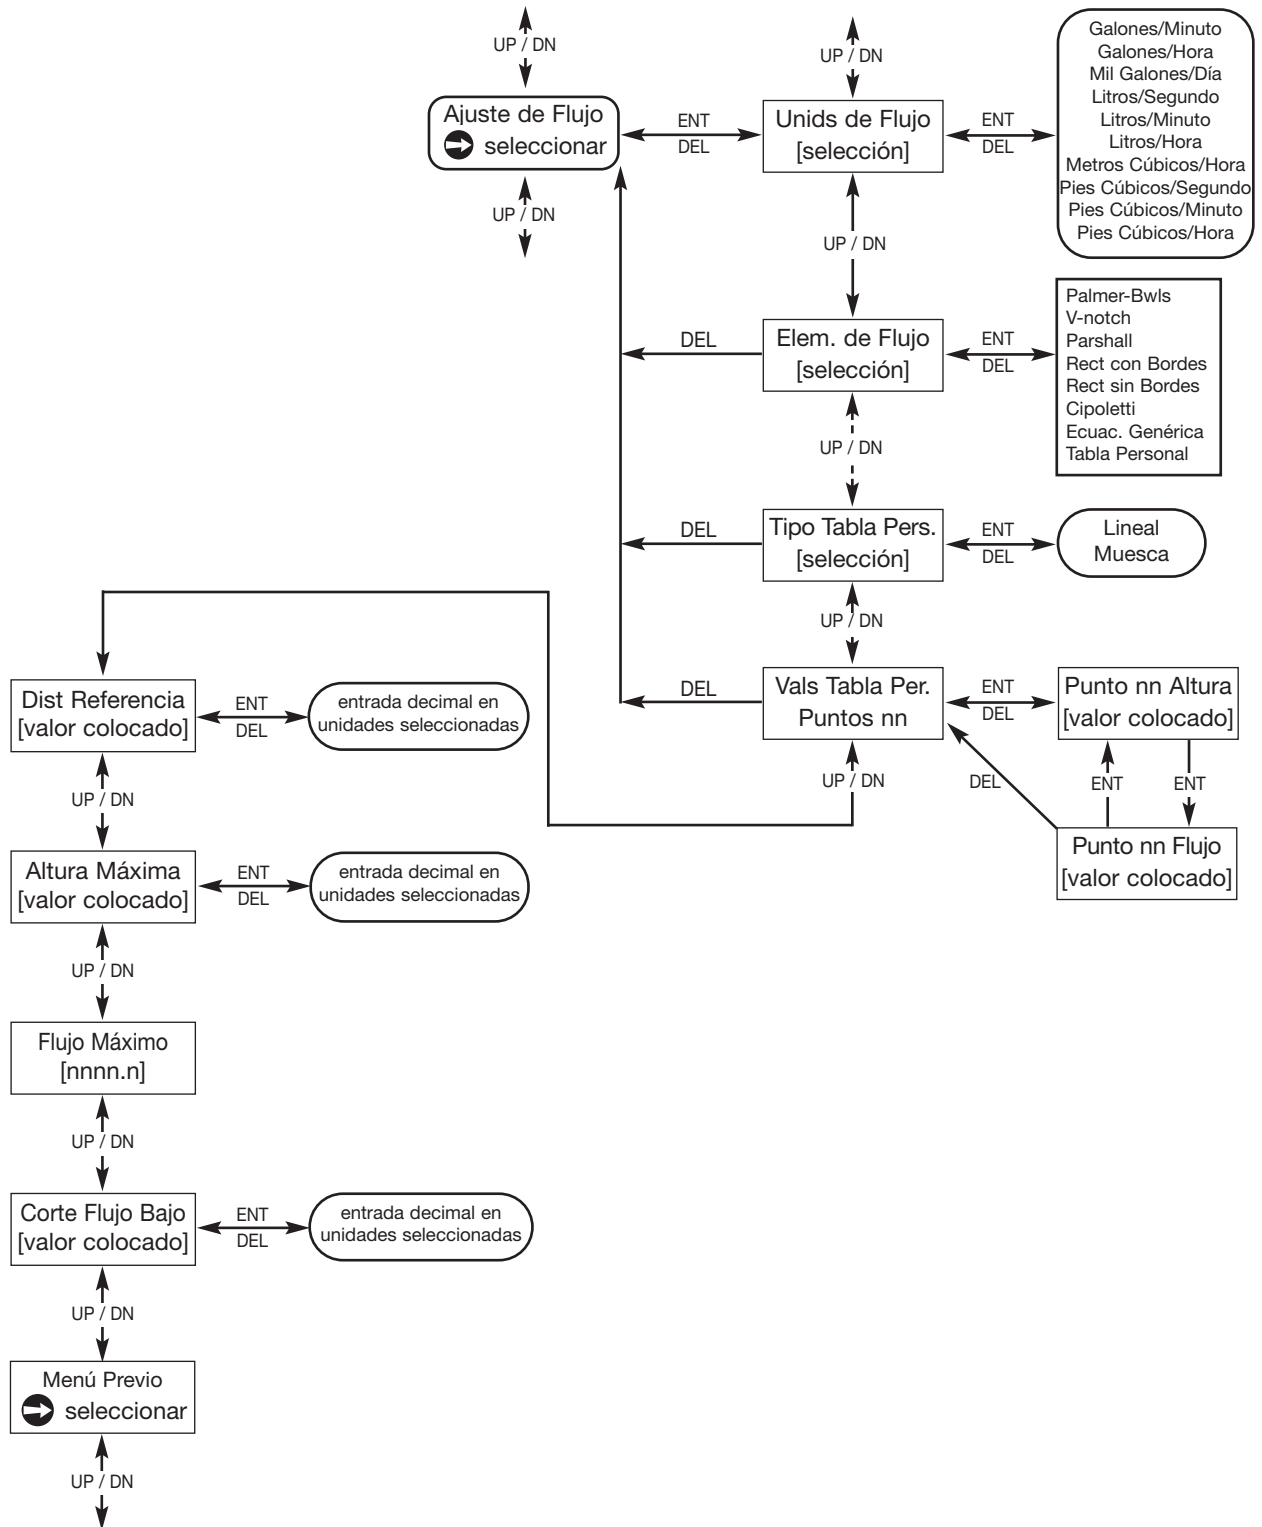 UP / DN
Ajuste de Flujo
seleccionar
UP / DN
ENT
DEL
UP / DN
Unids de Flujo
[selección]
ENT
DEL
Galones/Minuto
Galones/Hora
Mil Galones/Día
Litros/Segundo
Litros/Minuto
Litros/Hora
Metros Cúbicos/Hora
Pies Cúbicos/Segundo
Pies Cúbicos/Minuto
Pies Cúbicos/Hora
UP / DN
DEL
Elem. de Flujo
[selección]
ENT
DEL
Palmer-Bwls
V-notch
Parshall
Rect con Bordes
Rect sin Bordes
Cipoletti
Ecuac. Genérica
Tabla Personal
UP / DN
DEL
Tipo Tabla Pers.
[selección]
ENT
DEL
Lineal
Muesca
UP / DN
DEL
Vals Tabla Per.
Puntos nn
ENT
DEL
Punto nn Altura
[valor colocado]
UP / DN
DEL
ENT
ENT
Punto nn Flujo
[valor colocado]
Dist Referencia
[valor colocado]
ENT
DEL
entrada decimal en
unidades seleccionadas
UP / DN
Altura Máxima
[valor colocado]
ENT
DEL
entrada decimal en
unidades seleccionadas
UP / DN
Flujo Máximo
[nnnn.n]
UP / DN
Corte Flujo Bajo
[valor colocado]
ENT
DEL
entrada decimal en
unidades seleccionadas
UP / DN
Menú Previo
seleccionar
UP / DN